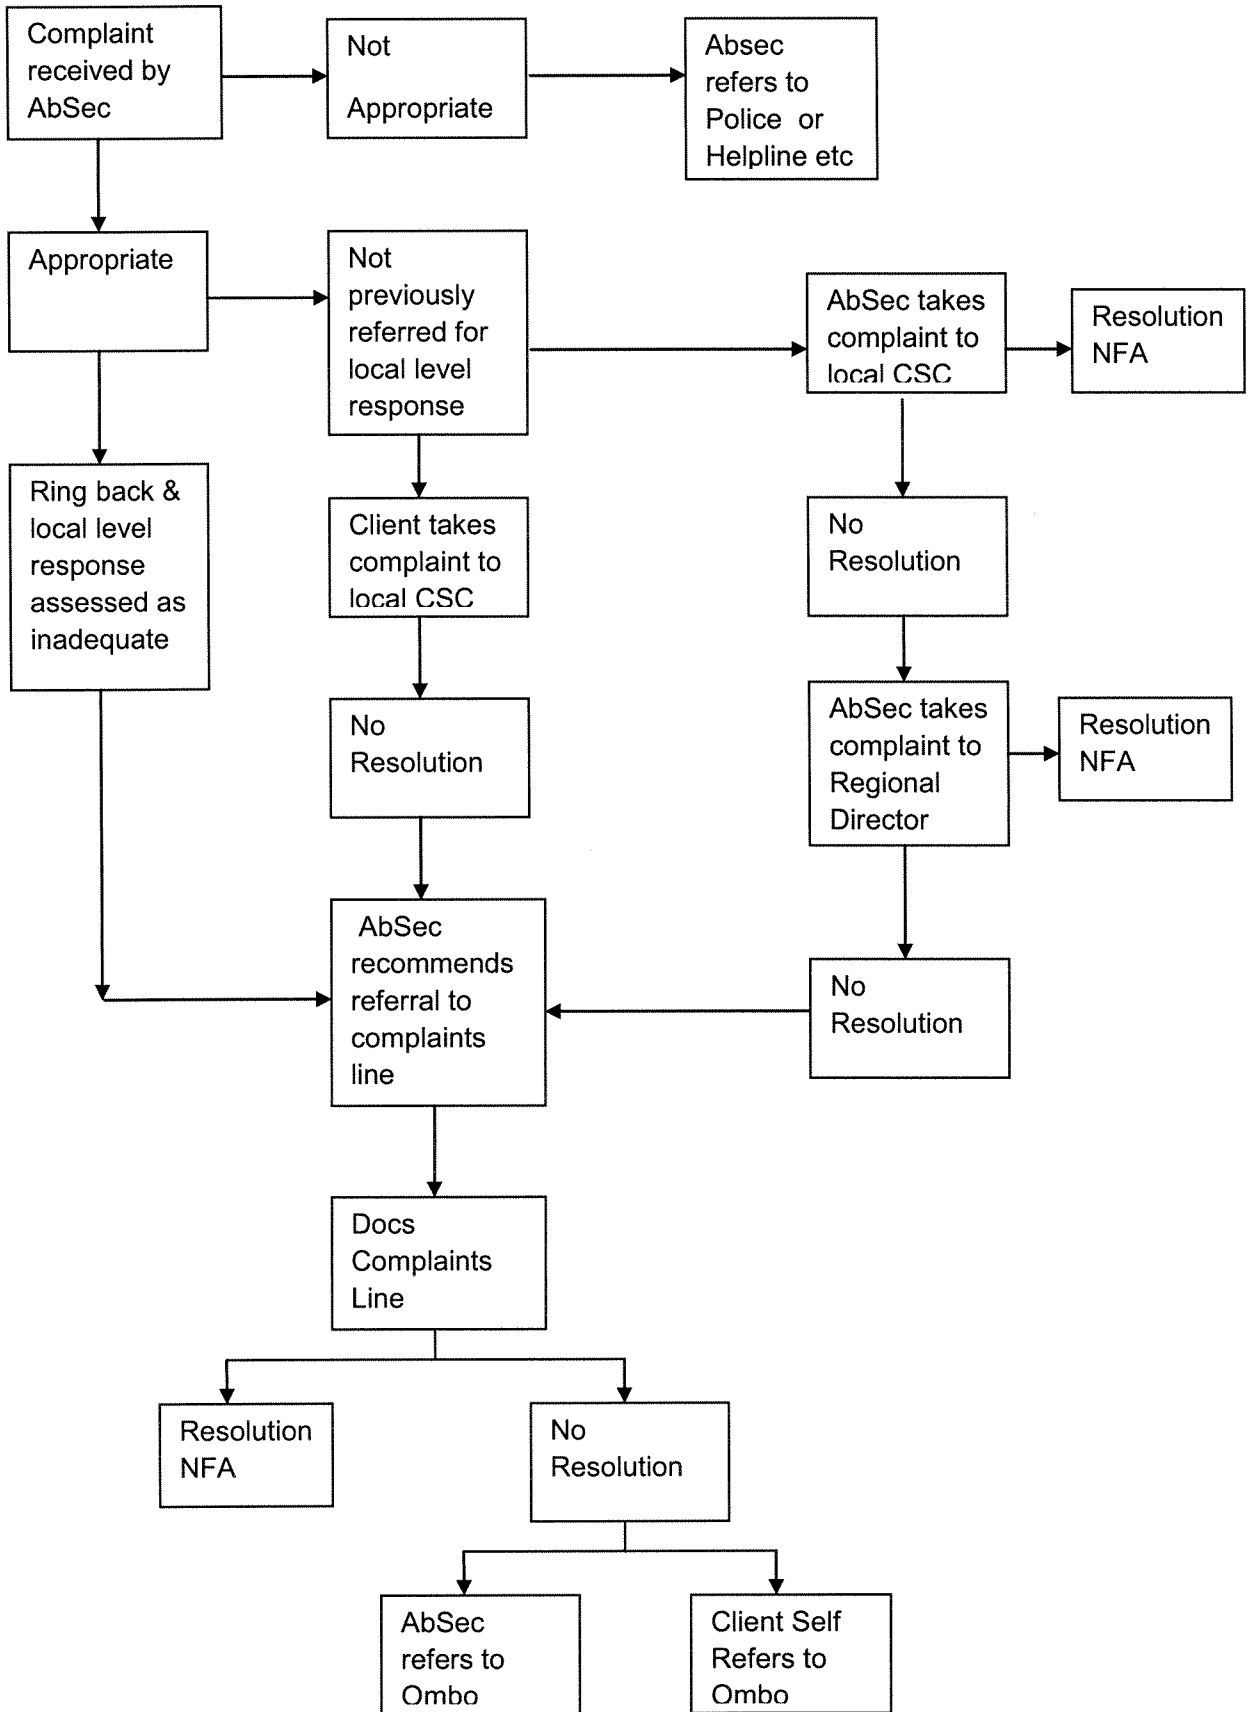 Complaint
received by
AbSec
Not
Appropriate
Absec
refers to
Police or
Helpline etc
Appropriate
Not
previously
referred for
local level
response
AbSec takes
complaint to
local CSC
Resolution
NFA
Ring back &
local level
response
assessed as
inadequate
Client takes
complaint to
local CSC
No
Resolution
No
Resolution
AbSec takes
complaint to
Regional
Director
Resolution
NFA
AbSec
recommends
referral to
complaints
line
No
Resolution
Docs
Complaints
Line
Resolution
NFA
No
Resolution
AbSec
refers to
Ombo
Client Self
Refers to
Ombo